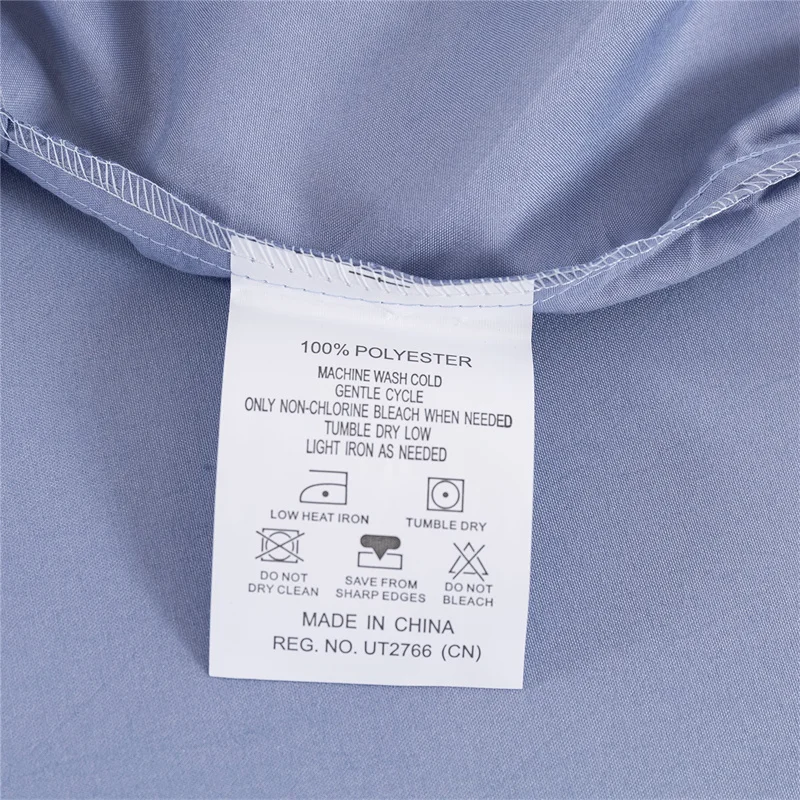 100% POLYESTER
MACHINE WASH COLD
GENTLE CYCLE
ONLY NON-CHLORINE BLEACH WHEN NEEDED
TUMBLE DRY LOW
LIGHT IRON AS NEEDED
LOW HEAT IRON
TUMBLE DRY
DO NOT
DRY CLEAN
SAVE FROM
SHARP EDGES
DO NOT
BLEACH
MADE IN CHINA
REG. NO. UT2766 (CN)